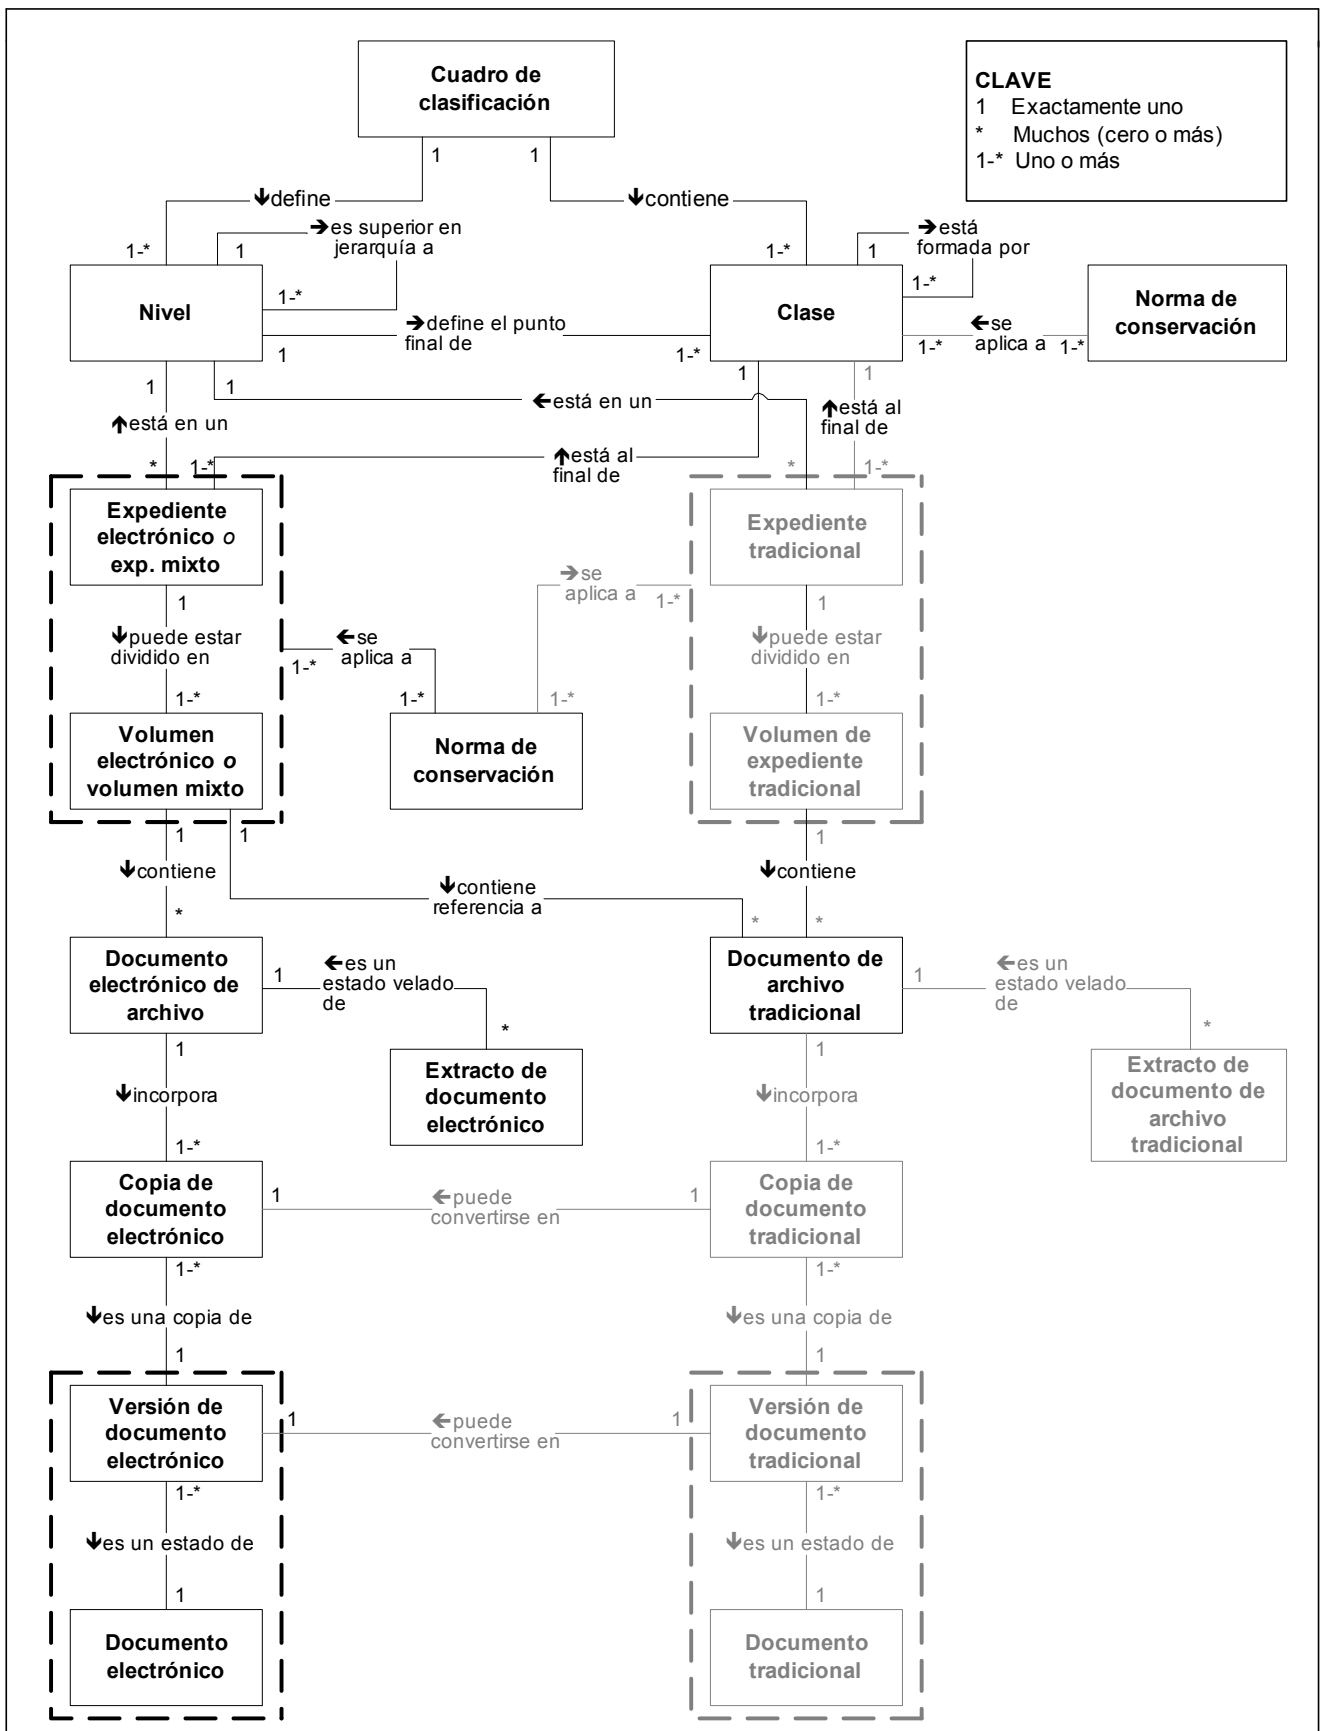 Cuadro de
clasificación
CLAVE
1 Exactamente uno
* Muchos (cero o más)
1-* Uno o más
1
1
🡫define
🡫contiene
1-*
1
🡪es superior en
jerarquía a
1-*
1-*
1
🡪está
formada por
1-*
Nivel
Clase
Norma de
conservación
1
🡪define el punto
final de
1-*
1-*
🡨se
aplica a
1-*
1
1
1
1
🡨está en un
🡩está en un
🡩está al
final de
🡩está al
final de
*
1-*
*
1-*
Expediente
electrónico o
exp. mixto
Expediente
tradicional
1
🡪se
aplica a
1-*
1
🡫puede estar
dividido en
🡨se
aplica a
1-*
🡫puede estar
dividido en
1-*
1-*
1-*
1-*
Volumen
electrónico o
volumen mixto
Norma de
conservación
Volumen de
expediente
tradicional
1
1
1
🡫contiene
🡫contiene
referencia a
🡫contiene
*
*
*
Documento
electrónico de
archivo
1
🡨es un
estado velado
de
*
Documento de
archivo
tradicional
1
🡨es un
estado velado
de
*
1
Extracto de
documento
electrónico
1
Extracto de
documento de
archivo
tradicional
🡫incorpora
🡫incorpora
1-*
1-*
Copia de
documento
electrónico
1
🡨puede
convertirse en
1
Copia de
documento
tradicional
1-*
1-*
🡫es una copia de
🡫es una copia de
1
1
Versión de
documento
electrónico
1
🡨puede
convertirse en
1
Versión de
documento
tradicional
1-*
1-*
🡫es un estado de
🡫es un estado de
1
1
Documento
electrónico
Documento
tradicional